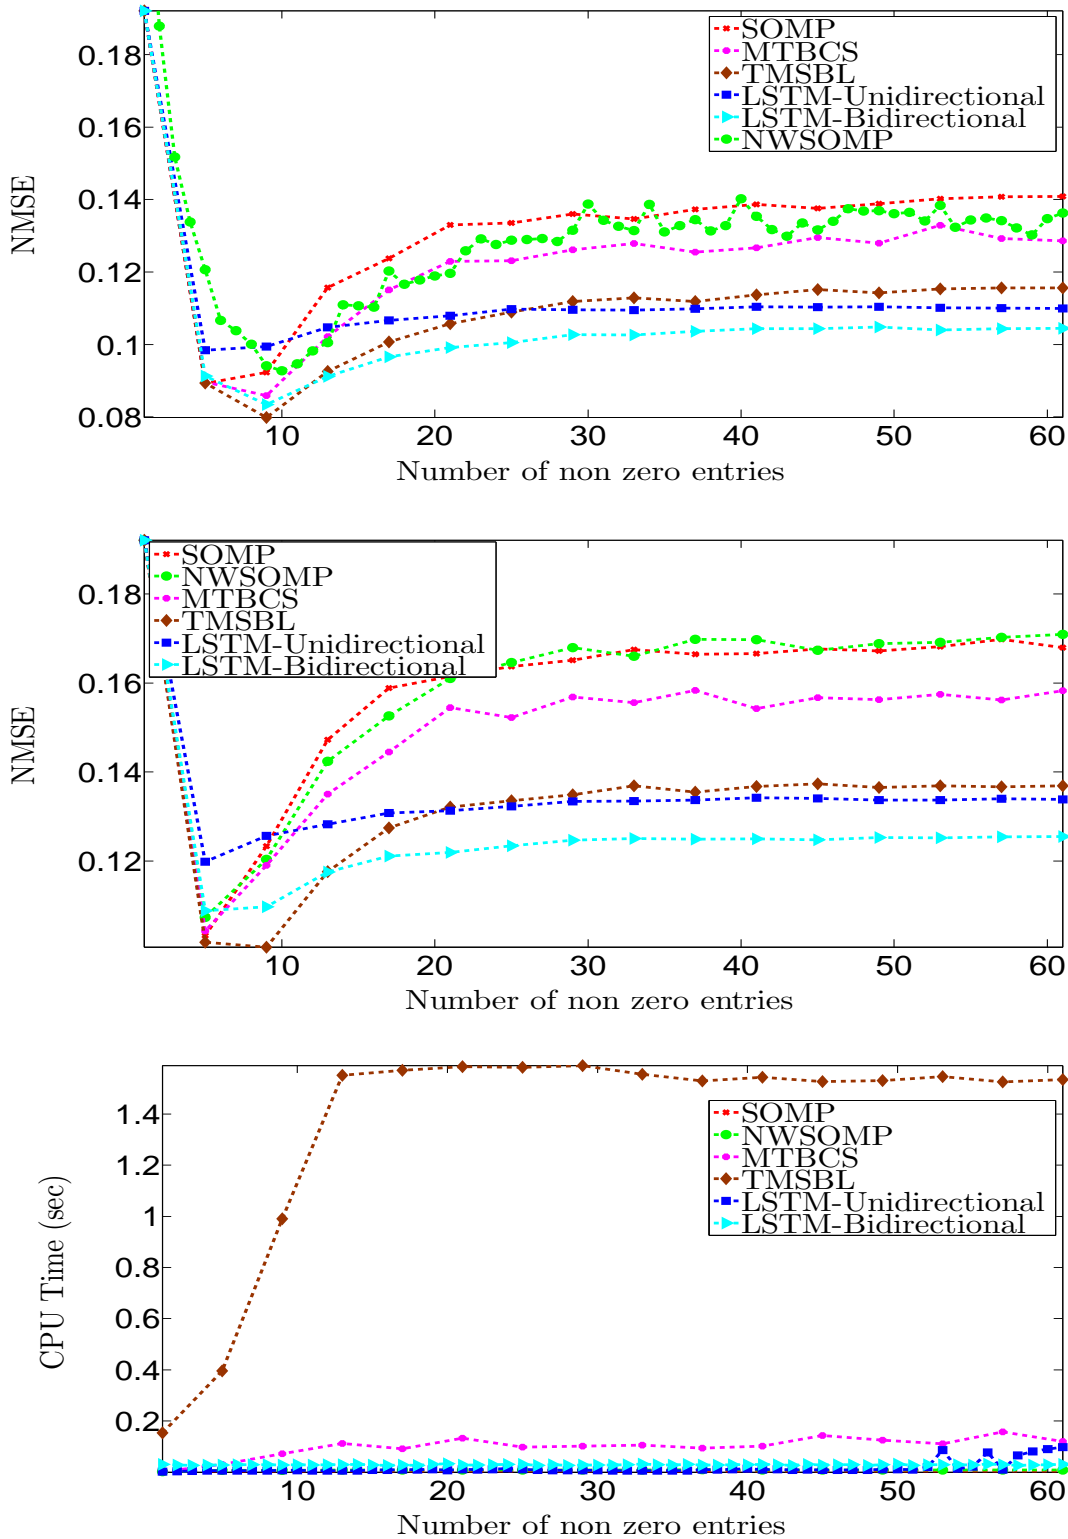 0.18
0.16
0.14
0.12
0.1
0.08
NMSE
SOMP
MTBCS
TMSBL
LSTM-Unidirectional
LSTM-Bidirectional
NWSOMP
10 20 30 40 50 60
Number of non zero entries
0.18
0.16
0.14
0.12
NMSE
SOMP
NWSOMP
MTBCS
TMSBL
LSTM-Unidirectional
LSTM-Bidirectional
10 20 30 40 50 60
Number of non zero entries
1.4
1.2
1
0.8
0.6
0.4
0.2
CPU Time (sec)
SOMP
NWSOMP
MTBCS
TMSBL
LSTM-Unidirectional
LSTM-Bidirectional
10 20 30 40 50 60
Number of non zero entries